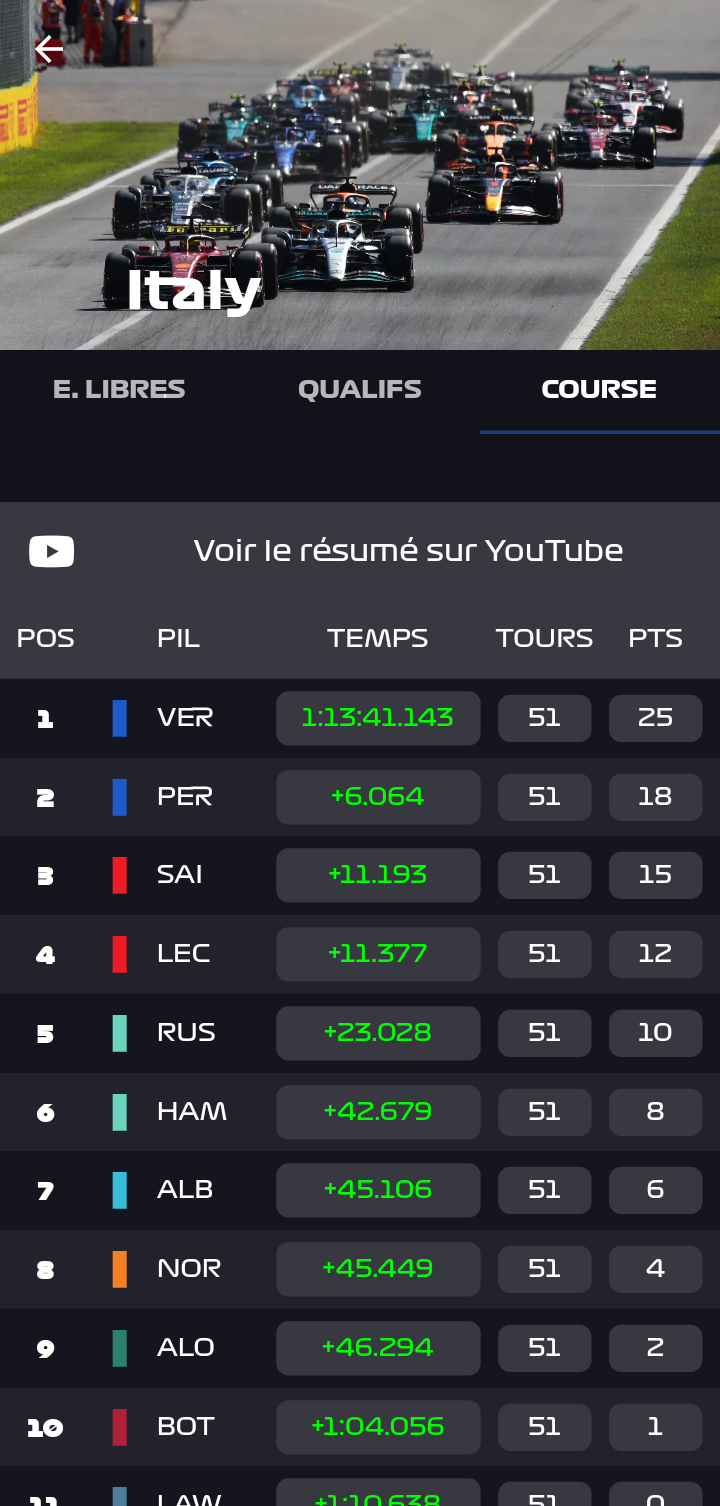 Italy
E. LIBRES QUALIFS COURSE
Voir le résumé sur YouTube
POS PIL TEMPS TOURS PTS
1 VER 1:13:41.143 51 25
2 PER +6.064 51 18
3 SAI +11.193 51 15
4 LEC +11.377 51 12
5 RUS +23.028 51 10
6 HAM +42.679 51 8
7 ALB +45.106 51 6
8 NOR +45.449 51 4
9 ALO +46.294 51 2
10 BOT +1:04.056 51 1
11 LAW +1:10.638 51 0